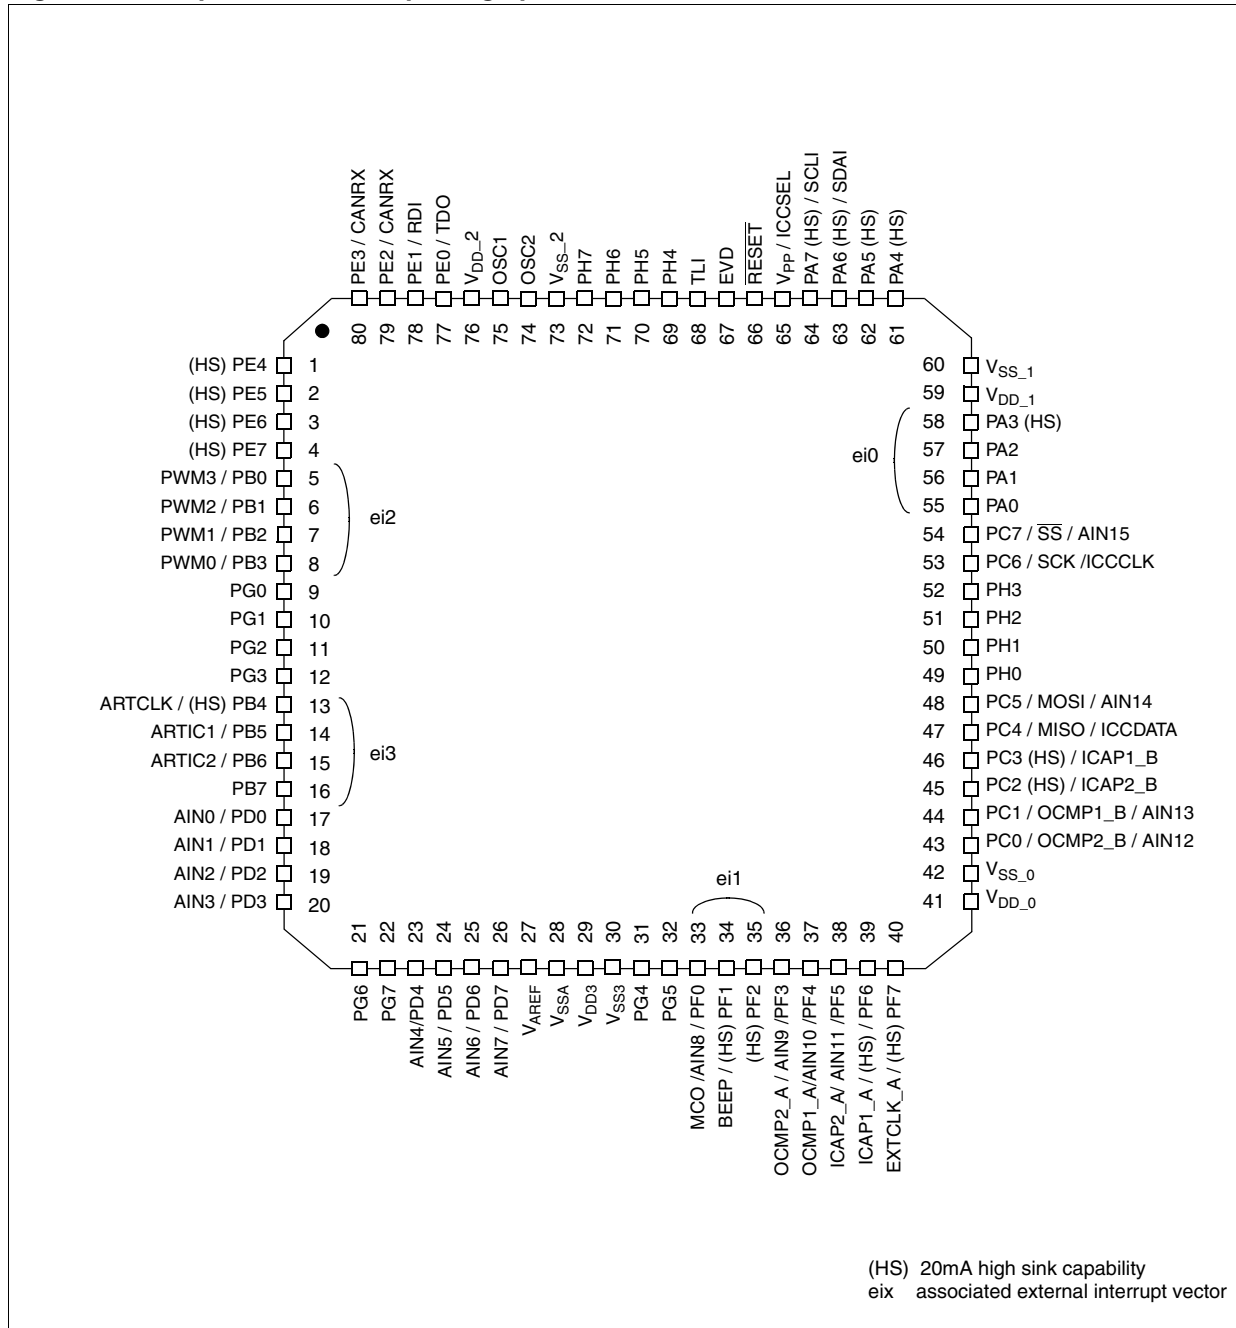 PE3 / CANRX
PE2 / CANRX
PE1 / RDI
PE0 / TDO
VDD_2
OSC1
OSC2
VSS_2
PH7
PH6
PH5
PH4
TLI
EVD
RESET
VPP / ICCSEL
PA7 (HS) / SCLI
PA6 (HS) / SDAI
PA5 (HS)
PA4 (HS)
80 79 78 77 76 75 74 73 72 71 70 69 68 67 66 65 64 63 62 61
(HS) PE4 1
(HS) PE5 2
(HS) PE6 3
(HS) PE7 4
PWM3 / PB0 5
PWM2 / PB1 6
PWM1 / PB2 7
PWM0 / PB3 8
ei2
PG0 9
PG1 10
PG2 11
PG3 12
ARTCLK / (HS) PB4 13
ARTIC1 / PB5 14
ARTIC2 / PB6 15
PB7 16
ei3
AIN0 / PD0 17
AIN1 / PD1 18
AIN2 / PD2 19
AIN3 / PD3 20
60 VSS_1
59 VDD_1
58 PA3 (HS)
57 PA2
56 PA1
55 PA0
ei0
54 PC7 / SS / AIN15
53 PC6 / SCK /ICCCLK
52 PH3
51 PH2
50 PH1
49 PH0
48 PC5 / MOSI / AIN14
47 PC4 / MISO / ICCDATA
46 PC3 (HS) / ICAP1_B
45 PC2 (HS) / ICAP2_B
44 PC1 / OCMP1_B / AIN13
43 PC0 / OCMP2_B / AIN12
42 VSS_0
41 VDD_0
ei1
21 22 23 24 25 26 27 28 29 30 31 32 33 34 35 36 37 38 39 40
PG6
PG7
AIN4/PD4
AIN5 / PD5
AIN6 / PD6
AIN7 / PD7
VAREF
VSSA
VDD3
VSS3
PG4
PG5
MCO /AIN8 / PF0
BEEP / (HS) PF1
(HS) PF2
OCMP2_A / AIN9 /PF3
OCMP1_A/AIN10 /PF4
ICAP2_A/ AIN11 /PF5
ICAP1_A / (HS) / PF6
EXTCLK_A / (HS) PF7
(HS) 20mA high sink capability
eix associated external interrupt vector